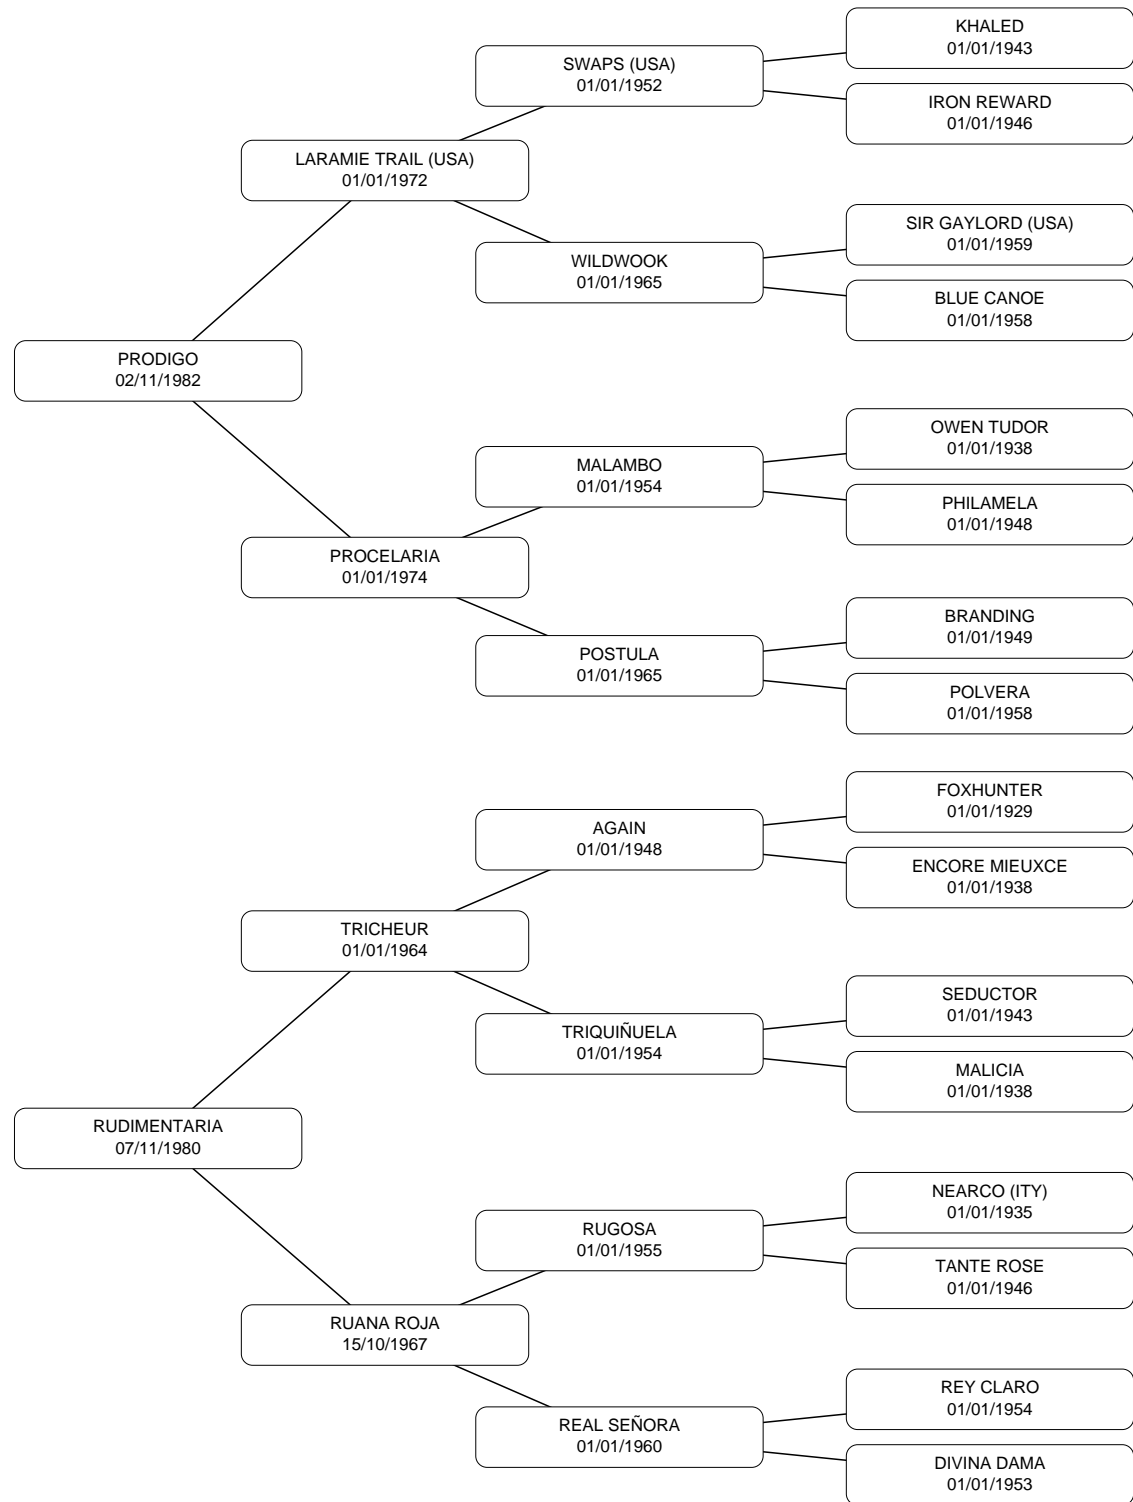 KHALED
01/01/1943
SWAPS (USA)
01/01/1952
IRON REWARD
01/01/1946
LARAMIE TRAIL (USA)
01/01/1972
SIR GAYLORD (USA)
01/01/1959
WILDWOOK
01/01/1965
BLUE CANOE
01/01/1958
PRODIGO
02/11/1982
OWEN TUDOR
01/01/1938
MALAMBO
01/01/1954
PHILAMELA
01/01/1948
PROCELARIA
01/01/1974
BRANDING
01/01/1949
POSTULA
01/01/1965
POLVERA
01/01/1958
FOXHUNTER
01/01/1929
AGAIN
01/01/1948
ENCORE MIEUXCE
01/01/1938
TRICHEUR
01/01/1964
SEDUCTOR
01/01/1943
TRIQUIÑUELA
01/01/1954
MALICIA
01/01/1938
RUDIMENTARIA
07/11/1980
NEARCO (ITY)
01/01/1935
RUGOSA
01/01/1955
TANTE ROSE
01/01/1946
RUANA ROJA
15/10/1967
REY CLARO
01/01/1954
REAL SEÑORA
01/01/1960
DIVINA DAMA
01/01/1953